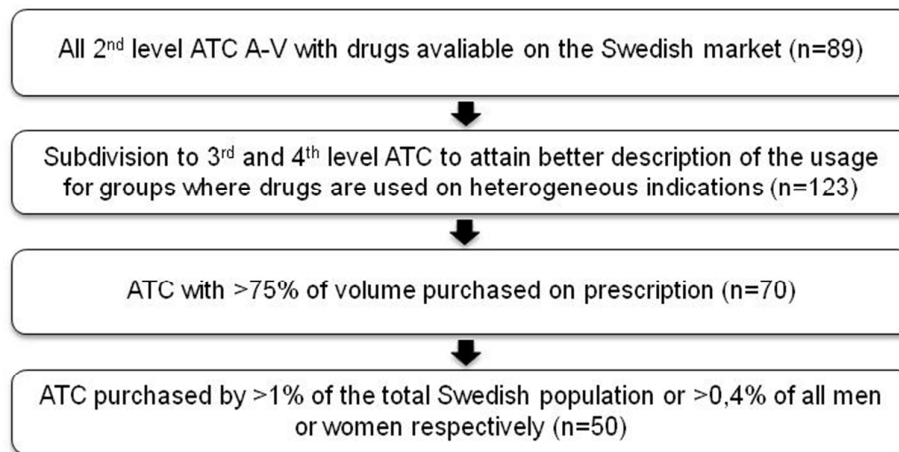 All 2nd level ATC A-V with drugs avaliable on the Swedish market (n=89)
Subdivision to 3rd and 4th level ATC to attain better description of the usage
for groups where drugs are used on heterogeneous indications (n=123)
ATC with >75% of volume purchased on prescription (n=70)
ATC purchased by >1% of the total Swedish population or >0,4% of all men
or women respectively (n=50)